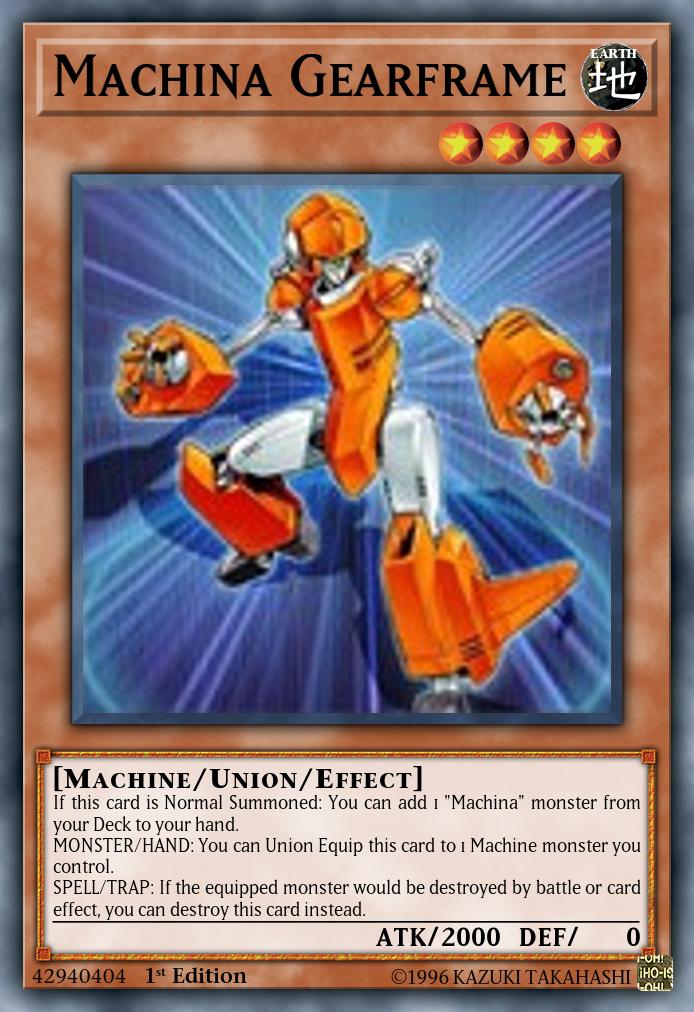 MACHINA GEARFRAME
EARTH
地
[MACHINE/UNION/EFFECT]
If this card is Normal Summoned: You can add 1 "Machina" monster from
your Deck to your hand.
MONSTER/HAND: You can Union Equip this card to 1 Machine monster you
control.
SPELL/TRAP: If the equipped monster would be destroyed by battle or card
effect, you can destroy this card instead.
ATK/2000 DEF/ 0
42940404 1st Edition ©1996 KAZUKI TAKAHASHI